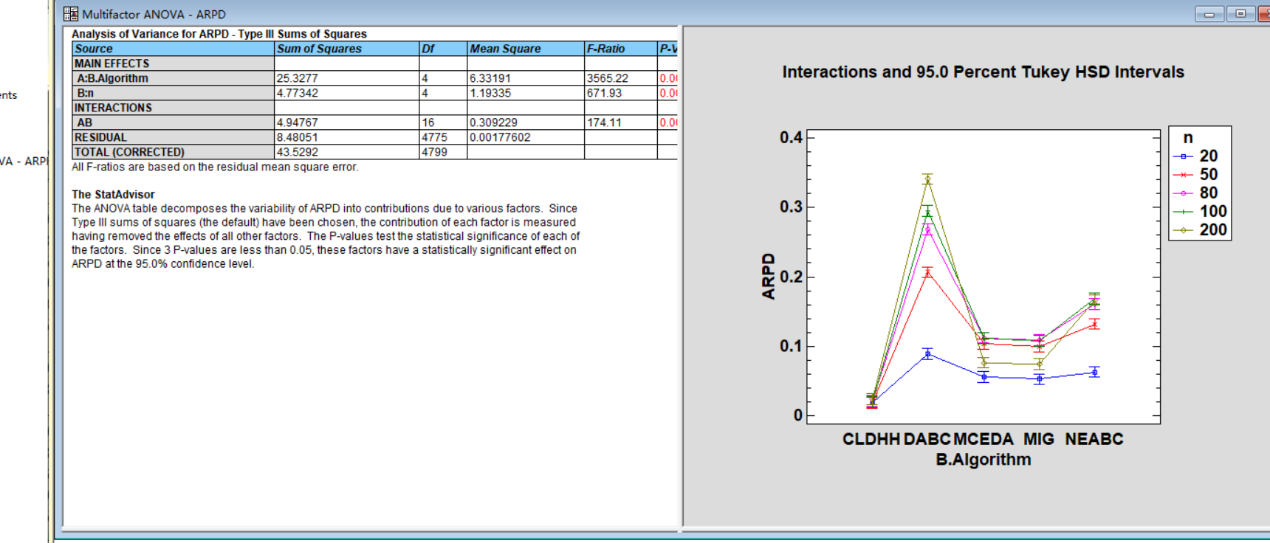 Multifactor ANOVA - ARPD
Analysis of Variance for ARPD - Type III Sums of Squares
Source Sum of Squares Df Mean Square F-Ratio
MAIN EFFECTS
A:B.Algorithm 25.3277 4 6.33191 3565.22
B:n 4.77342 4 1.19335 671.93
INTERACTIONS
AB 4.94767 16 0.309229 174.11
RESIDUAL 8.48051 4775 0.00177602
TOTAL (CORRECTED) 43.5292 4799
All F-ratios are based on the residual mean square error.
The StatAdvisor
The ANOVA table decomposes the variability of ARPD into contributions due to various factors. Since
Type III sums of squares (the default) have been chosen, the contribution of each factor is measured
having removed the effects of all other factors. The P-values test the statistical significance of each of
the factors. Since 3 P-values are less than 0.05, these factors have a statistically significant effect on
ARPD at the 95.0% confidence level.
Interactions and 95.0 Percent Tukey HSD Intervals
0.4
0.3
0.2
0.1
0
ARPD
CLDHH DABC MCEDA MIG NEABC
B.Algorithm
n
20
50
80
100
200